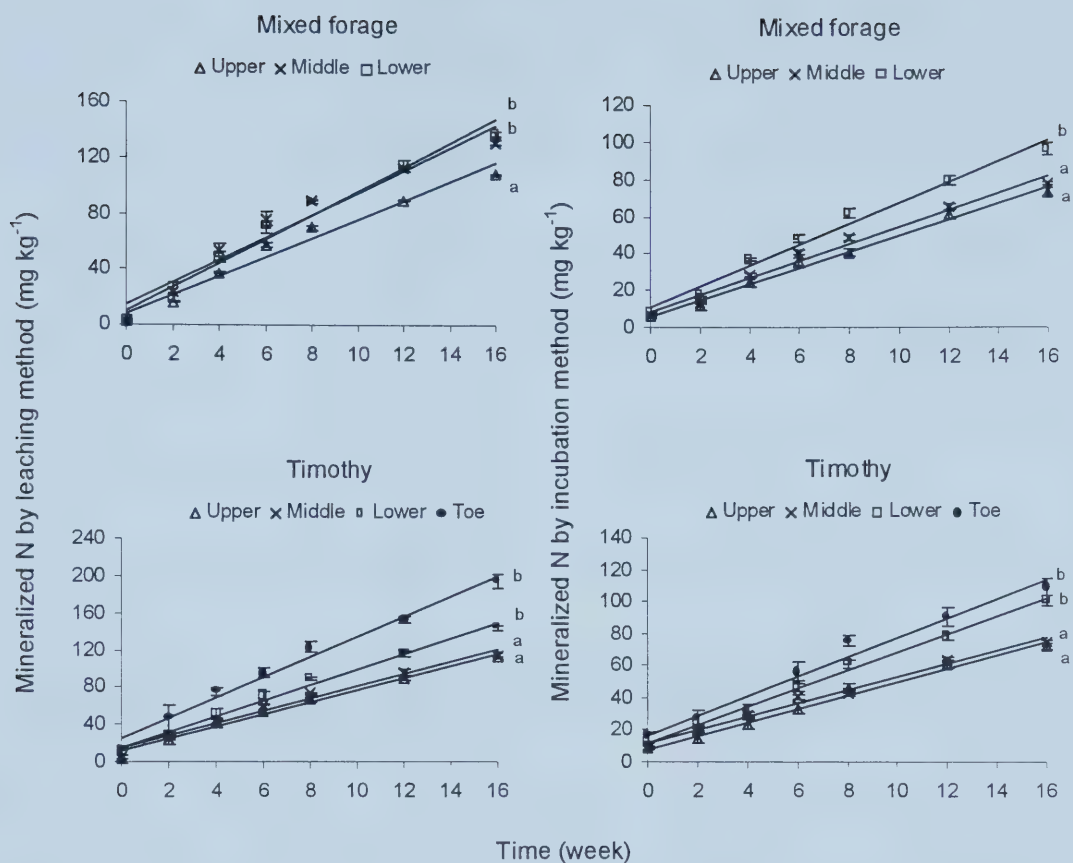 Mixed forage
△ Upper × Middle □ Lower
Mineralized N by leaching method (mg kg⁻¹)
160
120
80
40
0
b
b
a
0 2 4 6 8 10 12 14 16
Mixed forage
△ Upper × Middle □ Lower
Mineralized N by incubation method (mg kg⁻¹)
120
100
80
60
40
20
0
b
a
a
0 2 4 6 8 10 12 14 16
Timothy
△ Upper × Middle □ Lower ● Toe
240
200
160
120
80
40
0
b
b
a
a
0 2 4 6 8 10 12 14 16
Timothy
△ Upper × Middle □ Lower ● Toe
140
120
100
80
60
40
20
0
b
b
a
a
0 2 4 6 8 10 12 14 16
Time (week)